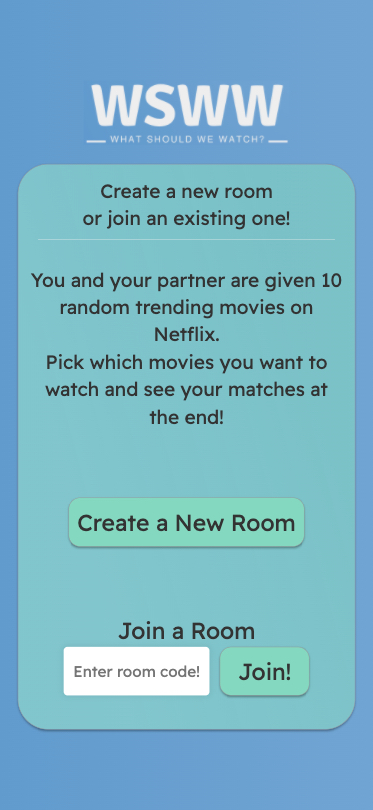 WSWW
WHAT SHOULD WE WATCH?
Create a new room
or join an existing one!
You and your partner are given 10
random trending movies on
Netflix.
Pick which movies you want to
watch and see your matches at
the end!
Create a New Room
Join a Room
Enter room code!
Join!